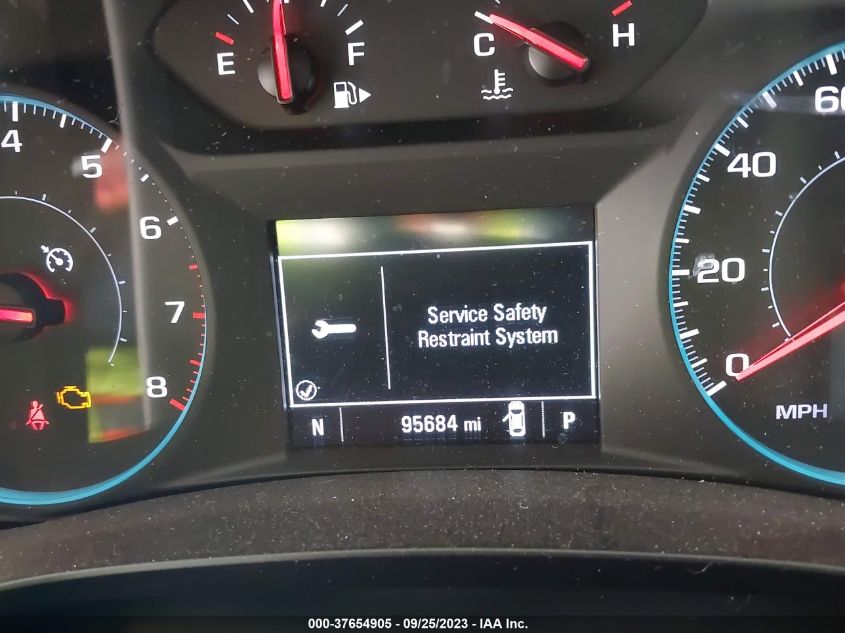 E
F
C
H
4
5
6
7
8
60
40
20
0
MPH
Service Safety
Restraint System
N
95684 mi
P
000-37654905 - 09/25/2023 - IAA Inc.